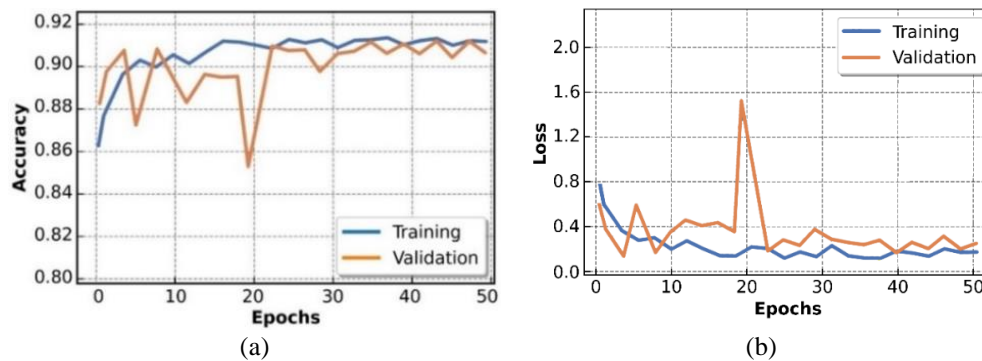 0.92
0.90
0.88
0.86
0.84
0.82
0.80
Accuracy
0 10 20 30 40 50
Epochs
Training
Validation
(a)
2.0
1.6
1.2
0.8
0.4
0.0
Loss
0 10 20 30 40 50
Epochs
Training
Validation
(b)